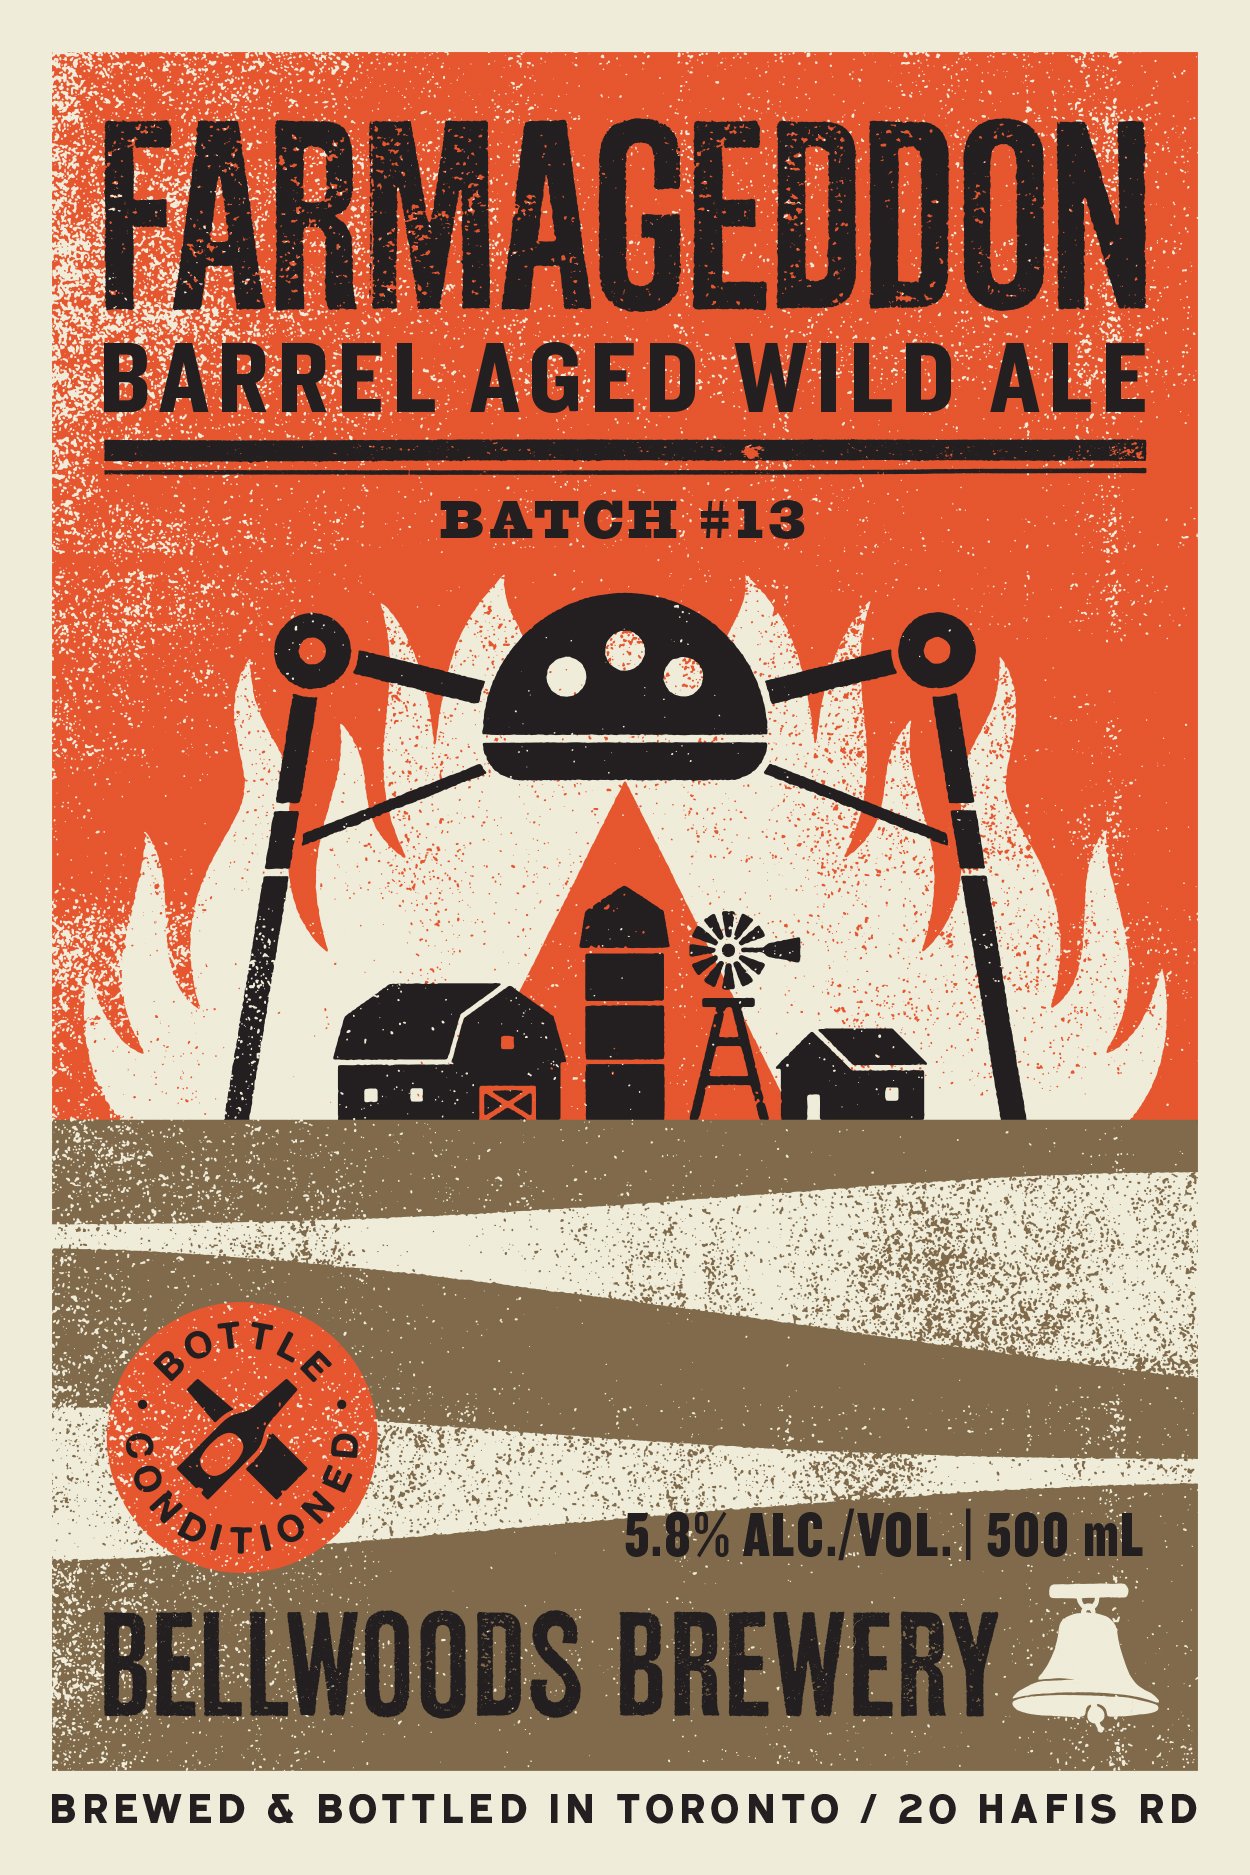 FARMAGEDDON
BARREL AGED WILD ALE
BATCH #13
BOTTLE
CONDITIONED
5.8% ALC./VOL. | 500 mL
BELLWOODS BREWERY
BREWED & BOTTLED IN TORONTO / 20 HAFIS RD